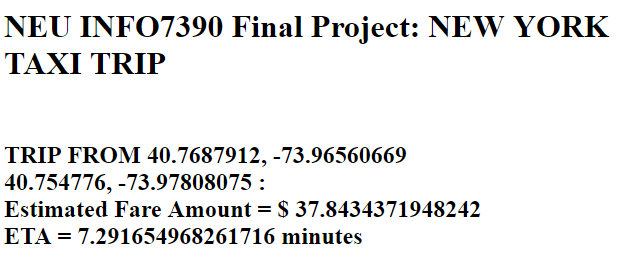 NEU INFO7390 Final Project: NEW YORK
TAXI TRIP
TRIP FROM 40.7687912, -73.96560669
40.754776, -73.97808075 :
Estimated Fare Amount = $ 37.8434371948242
ETA = 7.291654968261716 minutes